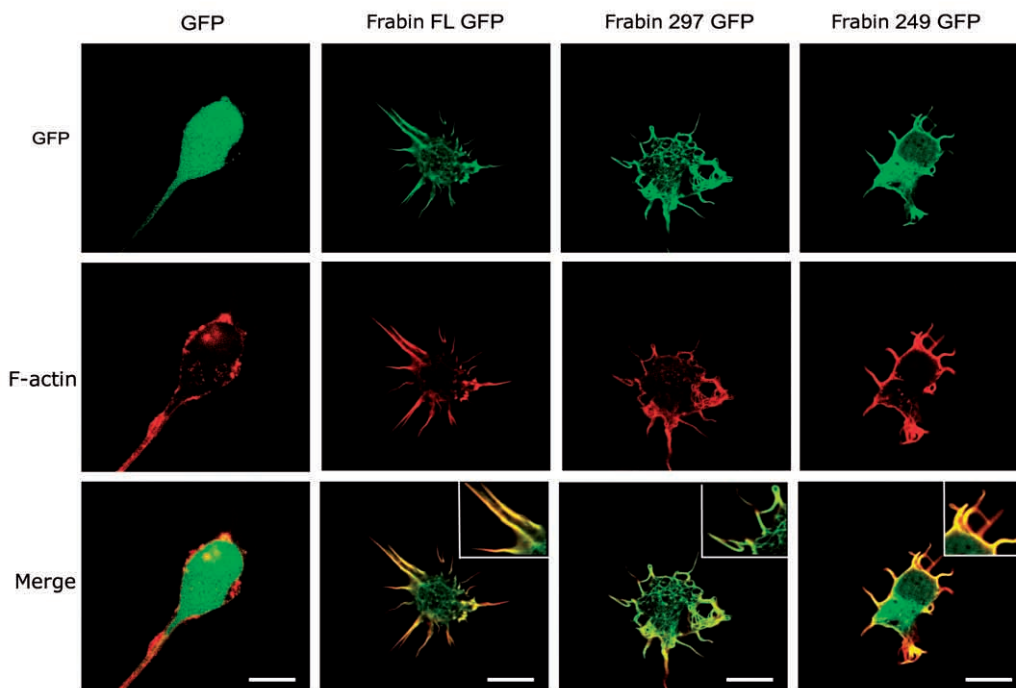 GFP
Frabin FL GFP
Frabin 297 GFP
Frabin 249 GFP
GFP
F-actin
Merge